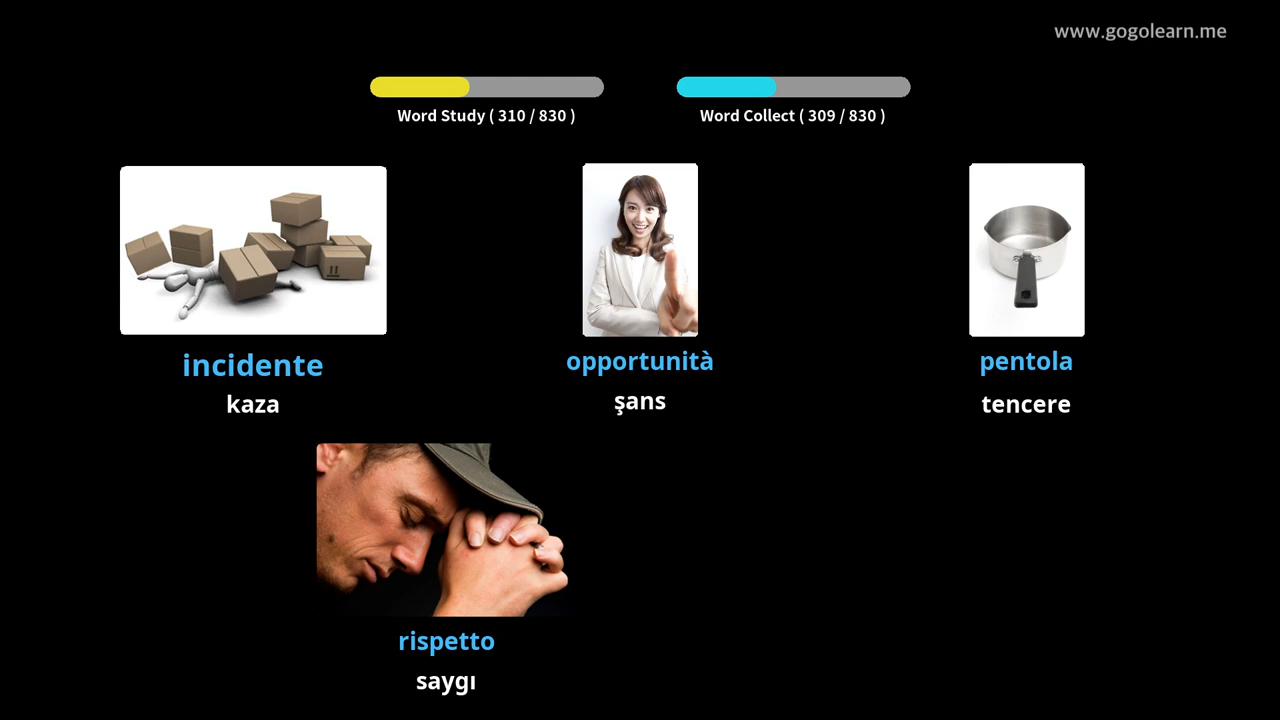 www.gogolearn.me
Word Study ( 310 / 830 )
Word Collect ( 309 / 830 )
incidente
kaza
opportunità
şans
pentola
tencere
rispetto
saygı